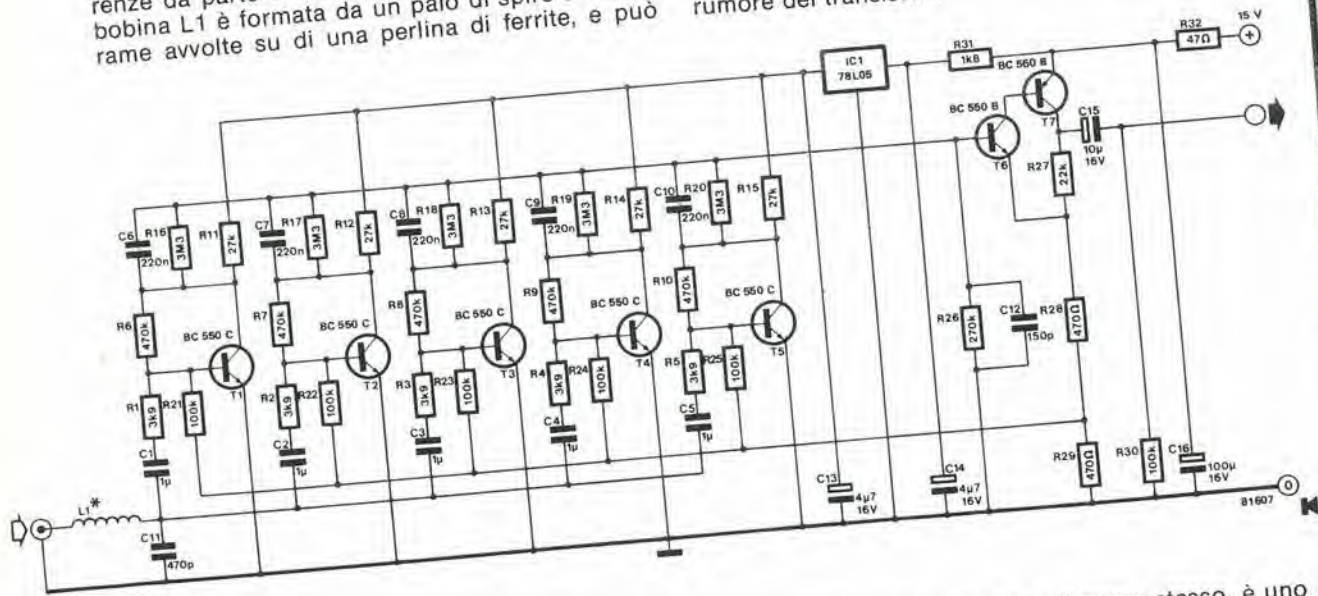 bobina L1 è formata da un paio di spire
rame avvolte su di una perlina di ferrite, e può
R32
47Ω
15 V
R31
1k8
BC 560 B
IC1
78L05
BC 550 B
T7
C15
10µ
16V
T6
R27
2,2k
C6
220n
R16
3M3
R11
27k
C7
220n
R17
3M3
R12
27k
C8
220n
R18
3M3
R13
27k
C9
220n
R19
3M3
R14
27k
C10
220n
R20
3M3
R15
27k
R6
470k
R7
470k
R8
470k
R9
470k
R10
470k
BC 550 C
BC 550 C
BC 550 C
BC 550 C
BC 550 C
T1
T2
T3
T4
T5
R1
3k9
R21
100k
R2
3k9
R22
100k
R3
3k9
R23
100k
R4
3k9
R24
100k
R5
3k9
R25
100k
C1
1µ
C2
1µ
C3
1µ
C4
1µ
C5
1µ
R26
270k
C12
150p
R28
470Ω
R29
470Ω
R30
100k
C16
100µ
16V
C13
4µ7
16V
C14
4µ7
16V
L1*
C11
470p
0
81607
è uno